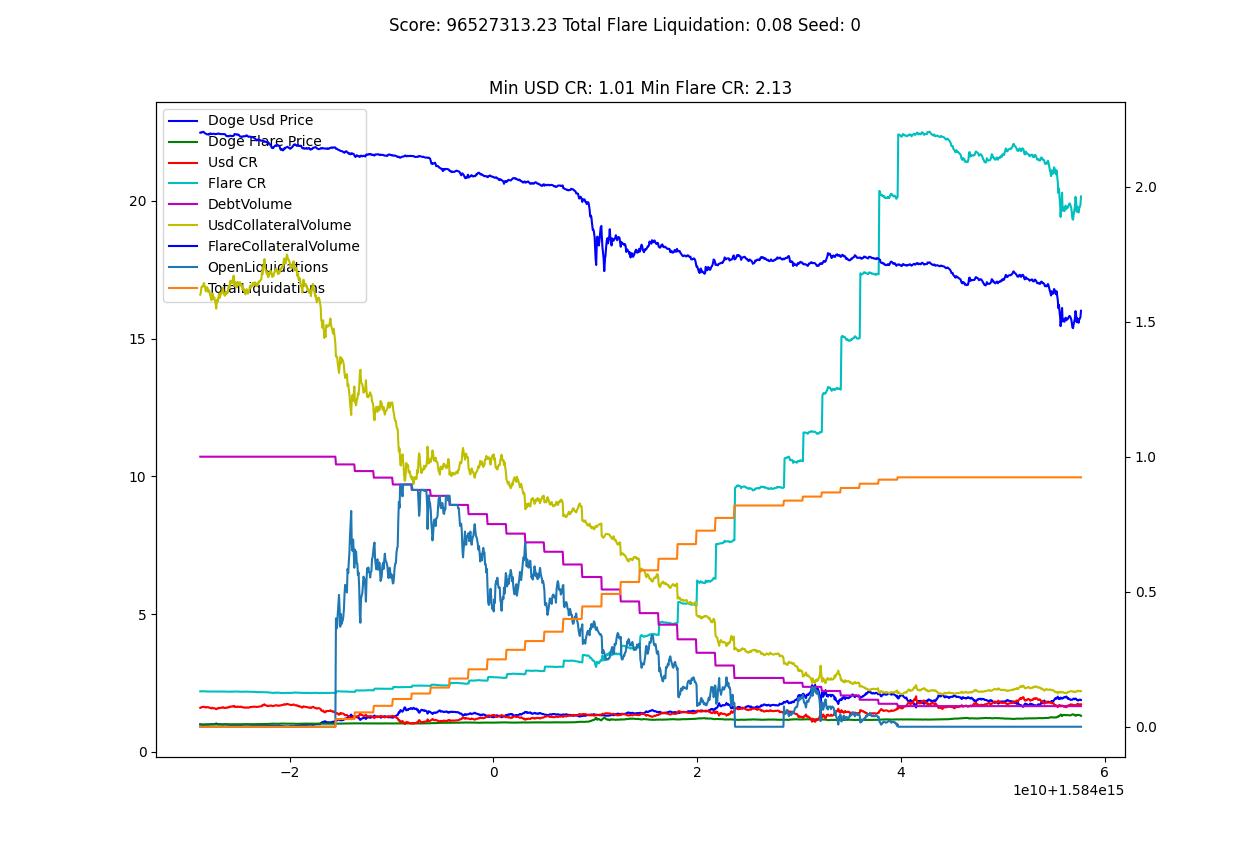 Score: 96527313.23 Total Flare Liquidation: 0.08 Seed: 0
Min USD CR: 1.01 Min Flare CR: 2.13
Doge Usd Price
Doge Flare Price
Usd CR
Flare CR
DebtVolume
UsdCollateralVolume
FlareCollateralVolume
OpenLiquidations
TotalLiquidations
20
15
10
5
0
2.0
1.5
1.0
0.5
0.0
−2
0
2
4
6
1e10+1.584e15